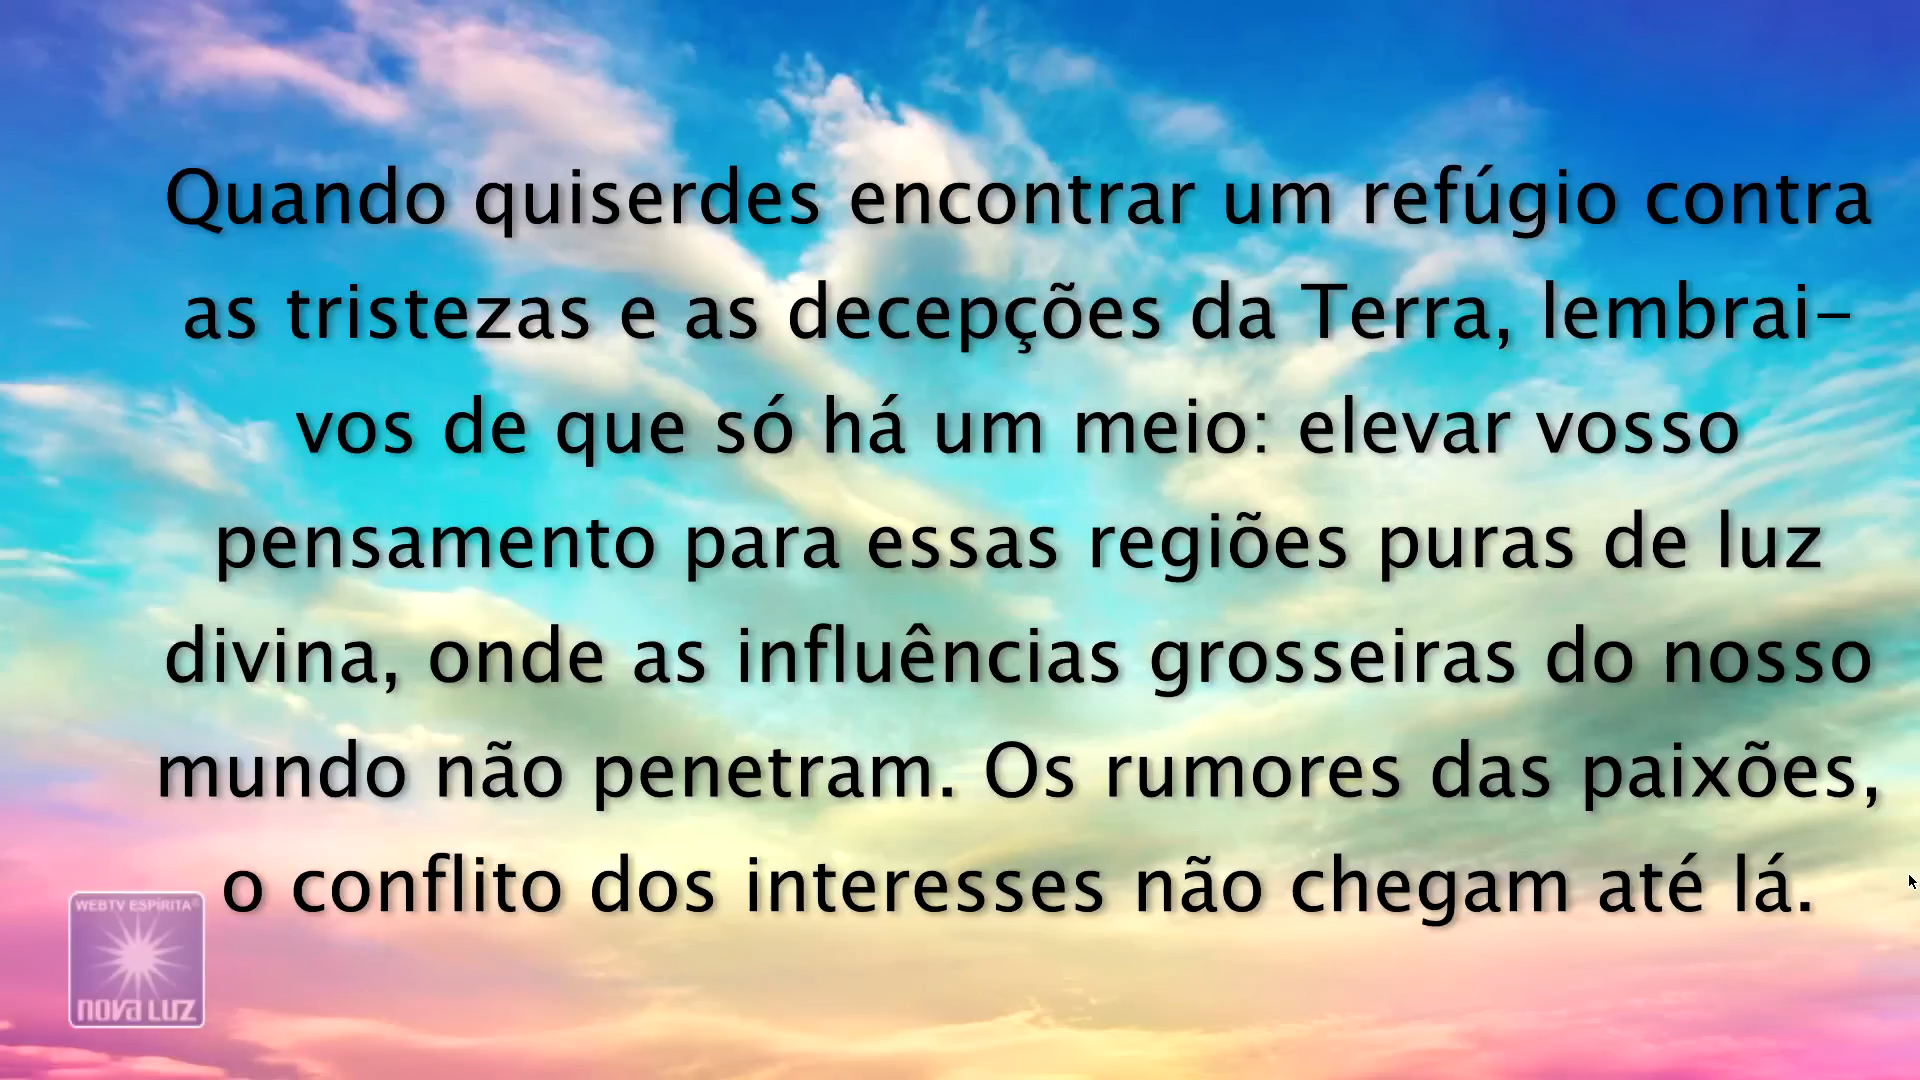 Quando quiserdes encontrar um refúgio contra
as tristezas e as decepções da Terra, lembrai-
vos de que só há um meio: elevar vosso
pensamento para essas regiões puras de luz
divina, onde as influências grosseiras do nosso
mundo não penetram. Os rumores das paixões,
o conflito dos interesses não chegam até lá.
WEBTV ESPÍRITA®
NOVA LUZ